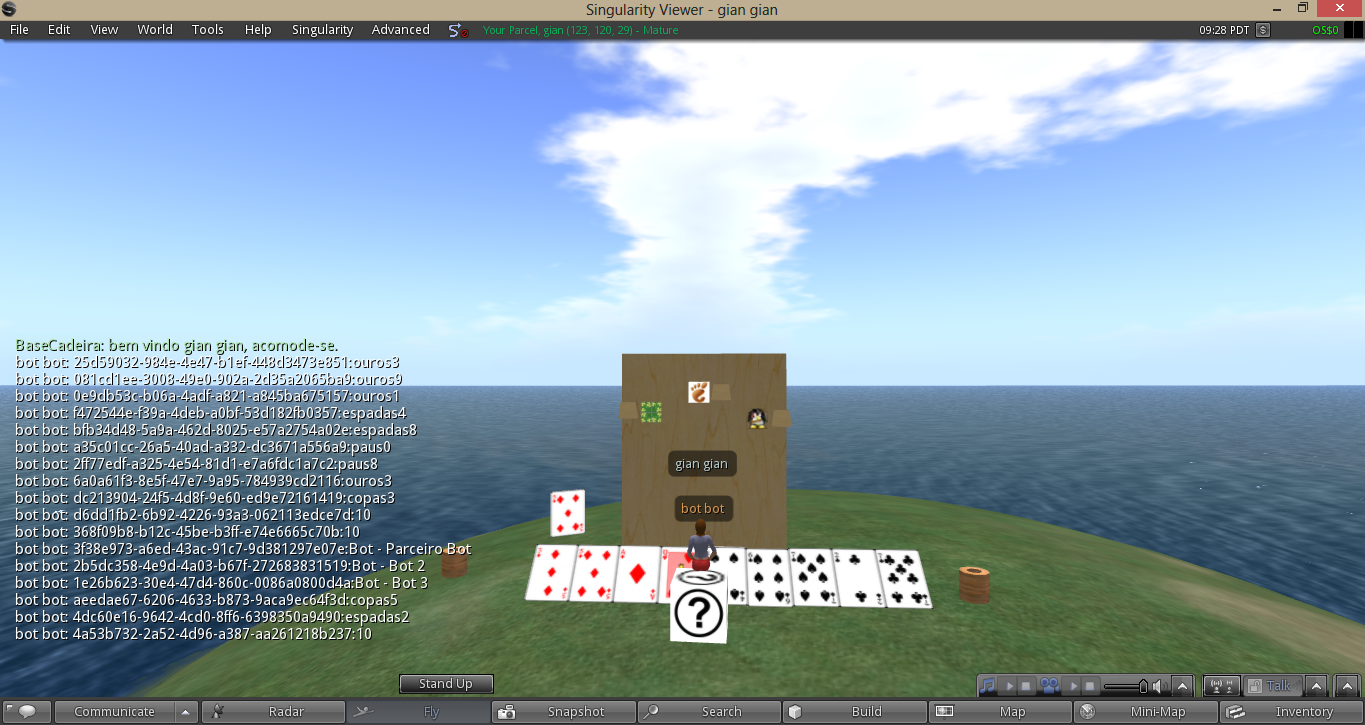 Singularity Viewer - gian gian
File Edit View World Tools Help Singularity Advanced Your Parcel, gian (123, 120, 29) - Mature 09:28 PDT $ OS$0
BaseCadeira: bem vindo gian gian, acomode-se.
bot bot: 25d59032-984e-4e47-b1ef-448d3473e851:ouros3
bot bot: 081cd1ee-3008-49e0-902a-2d35a2065ba9:ouros9
bot bot: 0e9db53c-b06a-4adf-a821-a845ba675157:ouros1
bot bot: f472544e-f39a-4deb-a0bf-53d182fb0357:espadas4
bot bot: bfb34d48-5a9a-462d-8025-e57a2754a02e:espadas8
bot bot: a35c01cc-26a5-40ad-a332-dc3671a556a9:paus0
bot bot: 2ff77edf-a325-4e54-81d1-e7a6fdc1a7c2:paus8
bot bot: 6a0a61f3-8e5f-47e7-9a95-784939cd2116:ouros3
bot bot: dc213904-24f5-4d8f-9e60-ed9e72161419:copas3
bot bot: d6dd1fb2-6b92-4226-93a3-062113edce7d:10
bot bot: 368f09b8-b12c-45be-b3ff-e74e6665c70b:10
bot bot: 3f38e973-a6ed-43ac-91c7-9d381297e07e:Bot - Parceiro Bot
bot bot: 2b5dc358-4e9d-4a03-b67f-272683831519:Bot - Bot 2
bot bot: 1e26b623-30e4-47d4-860c-0086a0800d4a:Bot - Bot 3
bot bot: aeedae67-6206-4633-b873-9aca9ec64f3d:copas5
bot bot: 4dc60e16-9642-4cd0-8ff6-6398350a9490:espadas2
bot bot: 4a53b732-2a52-4d96-a387-aa261218b237:10
gian gian
bot bot
?
Stand Up
Talk
Communicate Radar Fly Snapshot Search Build Map Mini-Map Inventory